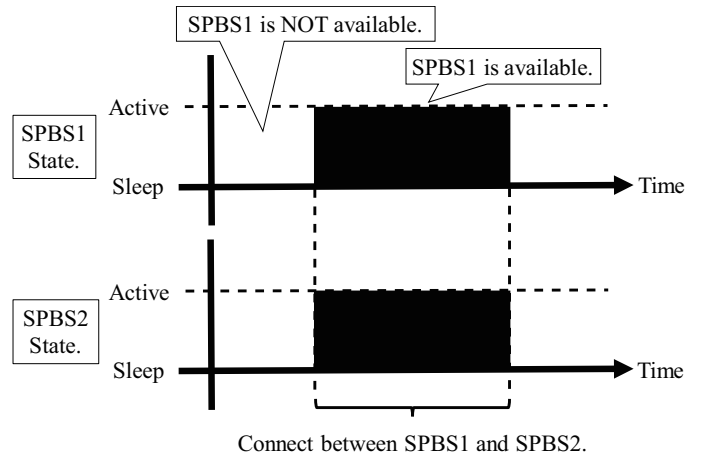 SPBS1 is NOT available.
SPBS1 is available.
Active
SPBS1
State.
Sleep
Time
Active
SPBS2
State.
Sleep
Time
Connect between SPBS1 and SPBS2.